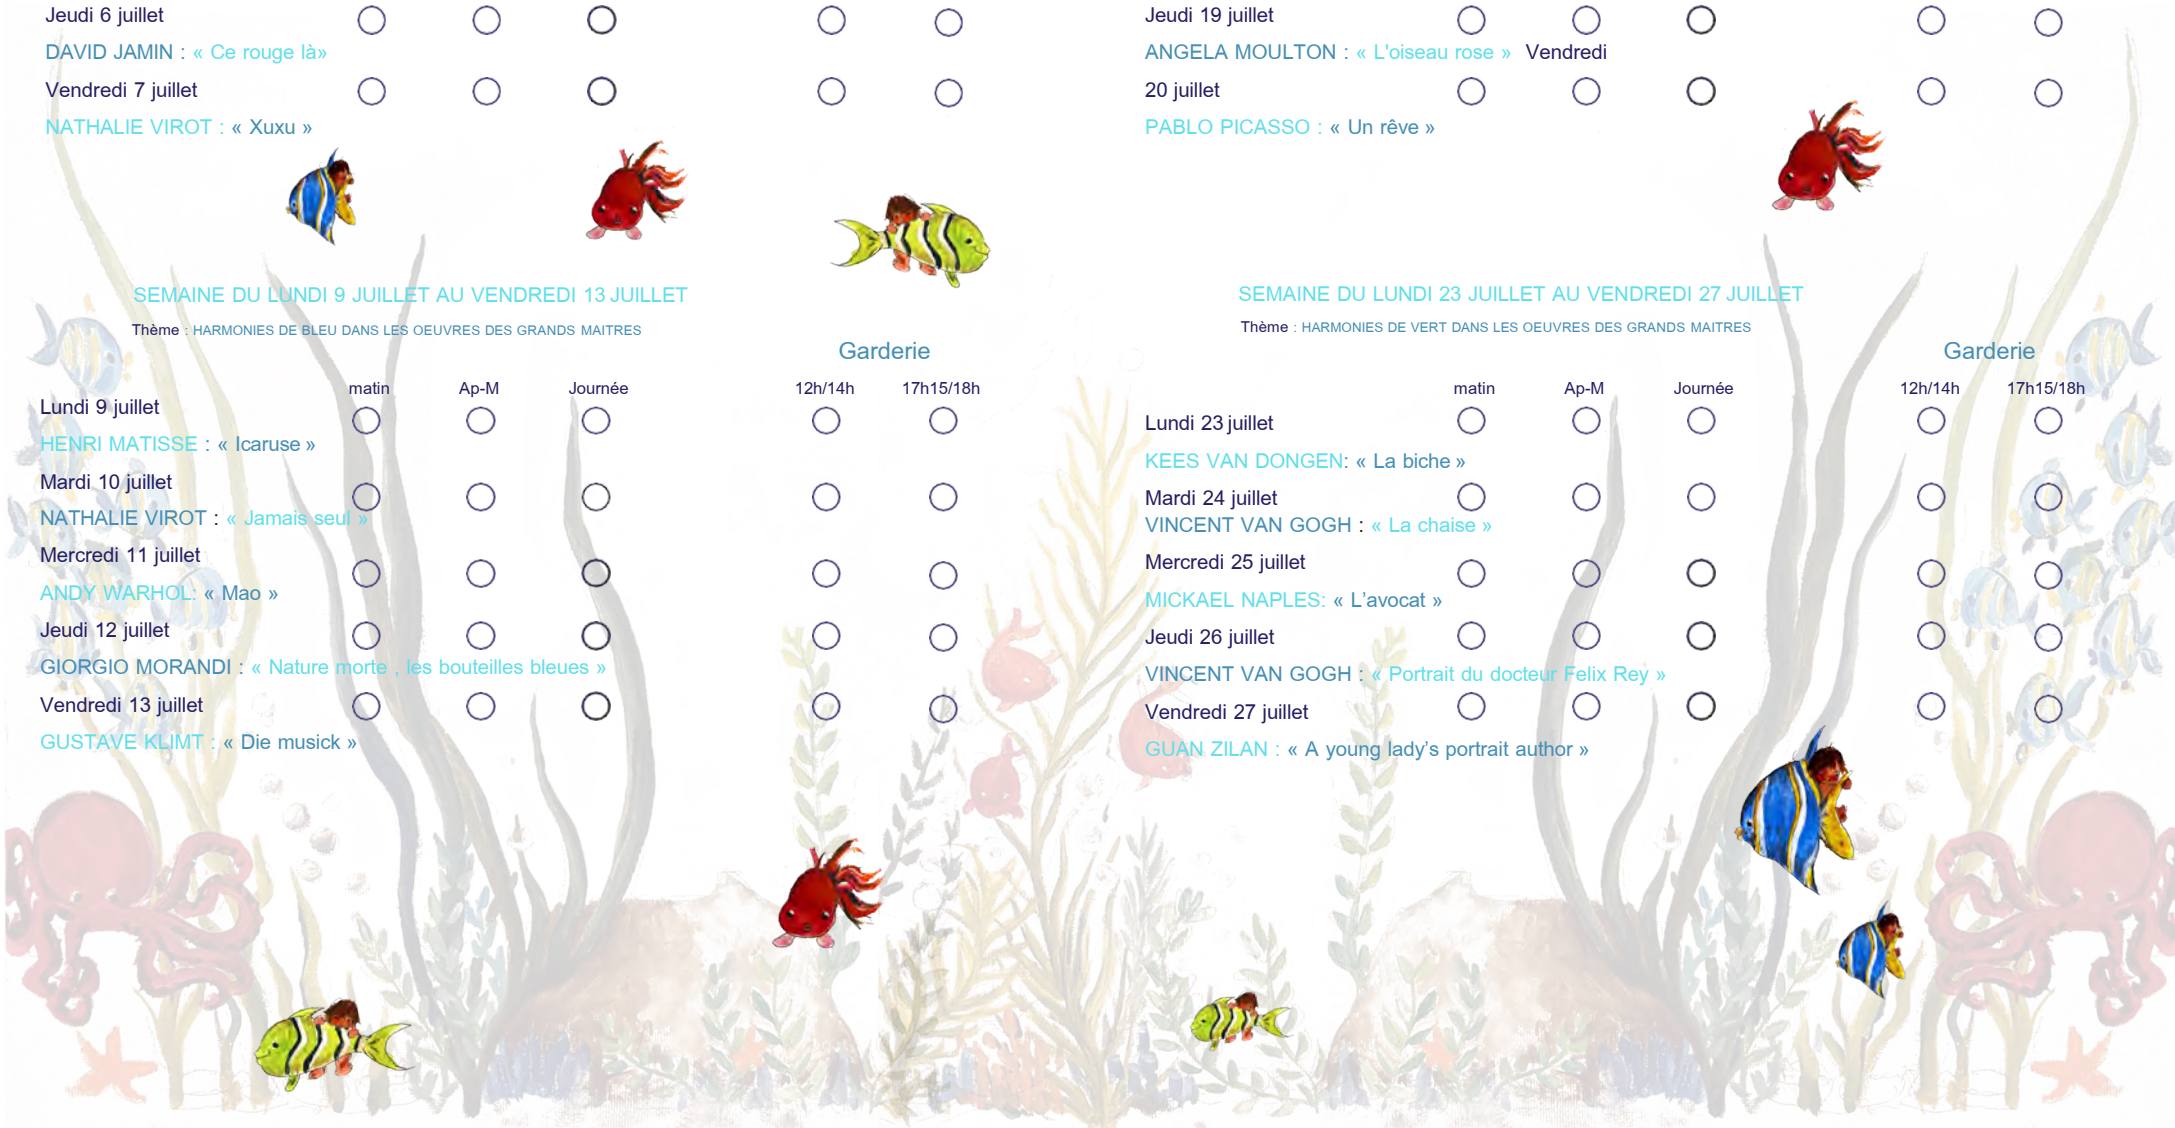 Jeudi 6 juillet
DAVID JAMIN : « Ce rouge là»
Vendredi 7 juillet
NATHALIE VIROT : « Xuxu »
SEMAINE DU LUNDI 9 JUILLET AU VENDREDI 13 JUILLET
Thème : HARMONIES DE BLEU DANS LES OEUVRES DES GRANDS MAITRES
Garderie
matin Ap-M Journée 12h/14h 17h15/18h
Lundi 9 juillet
HENRI MATISSE : « Icaruse »
Mardi 10 juillet
NATHALIE VIROT : « Jamais seul »
Mercredi 11 juillet
ANDY WARHOL: « Mao »
Jeudi 12 juillet
GIORGIO MORANDI : « Nature morte , les bouteilles bleues »
Vendredi 13 juillet
GUSTAVE KLIMT : « Die musick »
Jeudi 19 juillet
ANGELA MOULTON : « L'oiseau rose » Vendredi
20 juillet
PABLO PICASSO : « Un rêve »
SEMAINE DU LUNDI 23 JUILLET AU VENDREDI 27 JUILLET
Thème : HARMONIES DE VERT DANS LES OEUVRES DES GRANDS MAITRES
Garderie
matin Ap-M Journée 12h/14h 17h15/18h
Lundi 23 juillet
KEES VAN DONGEN: « La biche »
Mardi 24 juillet
VINCENT VAN GOGH : « La chaise »
Mercredi 25 juillet
MICKAEL NAPLES: « L’avocat »
Jeudi 26 juillet
VINCENT VAN GOGH : « Portrait du docteur Felix Rey »
Vendredi 27 juillet
GUAN ZILAN : « A young lady’s portrait author »